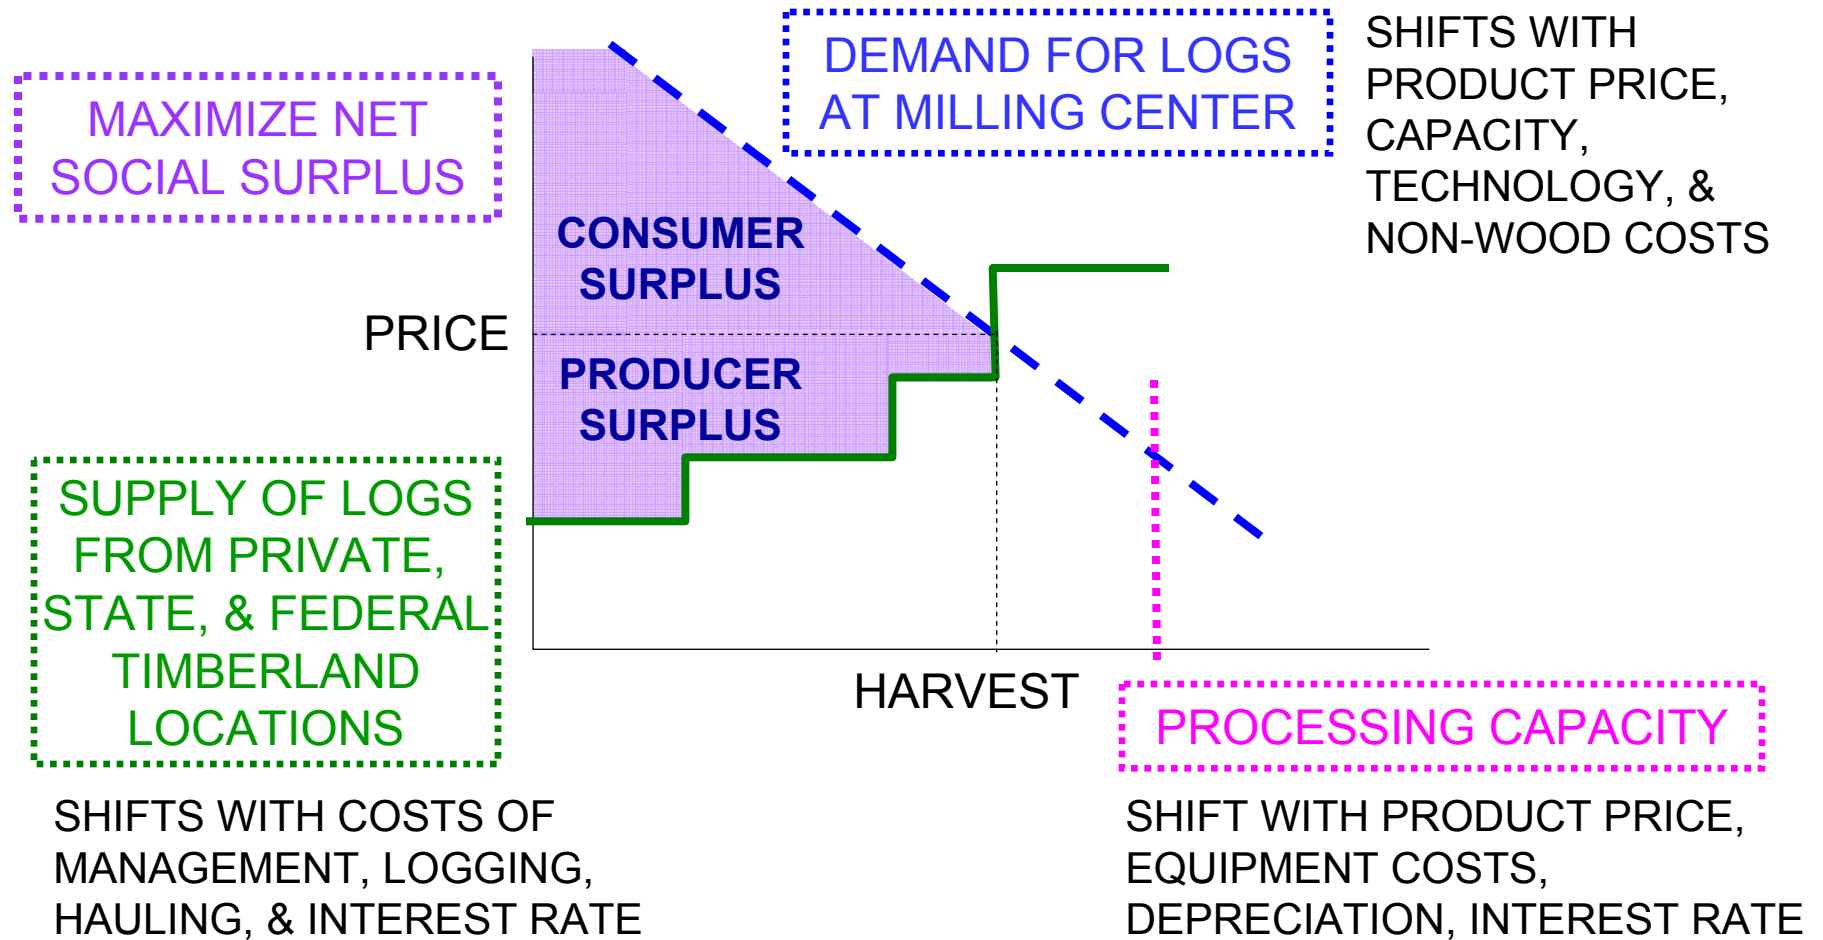 MAXIMIZE NET
SOCIAL SURPLUS
DEMAND FOR LOGS
AT MILLING CENTER
SHIFTS WITH
PRODUCT PRICE,
CAPACITY,
TECHNOLOGY, &
NON-WOOD COSTS
CONSUMER
SURPLUS
PRICE
PRODUCER
SURPLUS
SUPPLY OF LOGS
FROM PRIVATE,
STATE, & FEDERAL
TIMBERLAND
LOCATIONS
HARVEST
PROCESSING CAPACITY
SHIFTS WITH COSTS OF
MANAGEMENT, LOGGING,
HAULING, & INTEREST RATE
SHIFT WITH PRODUCT PRICE,
EQUIPMENT COSTS,
DEPRECIATION, INTEREST RATE